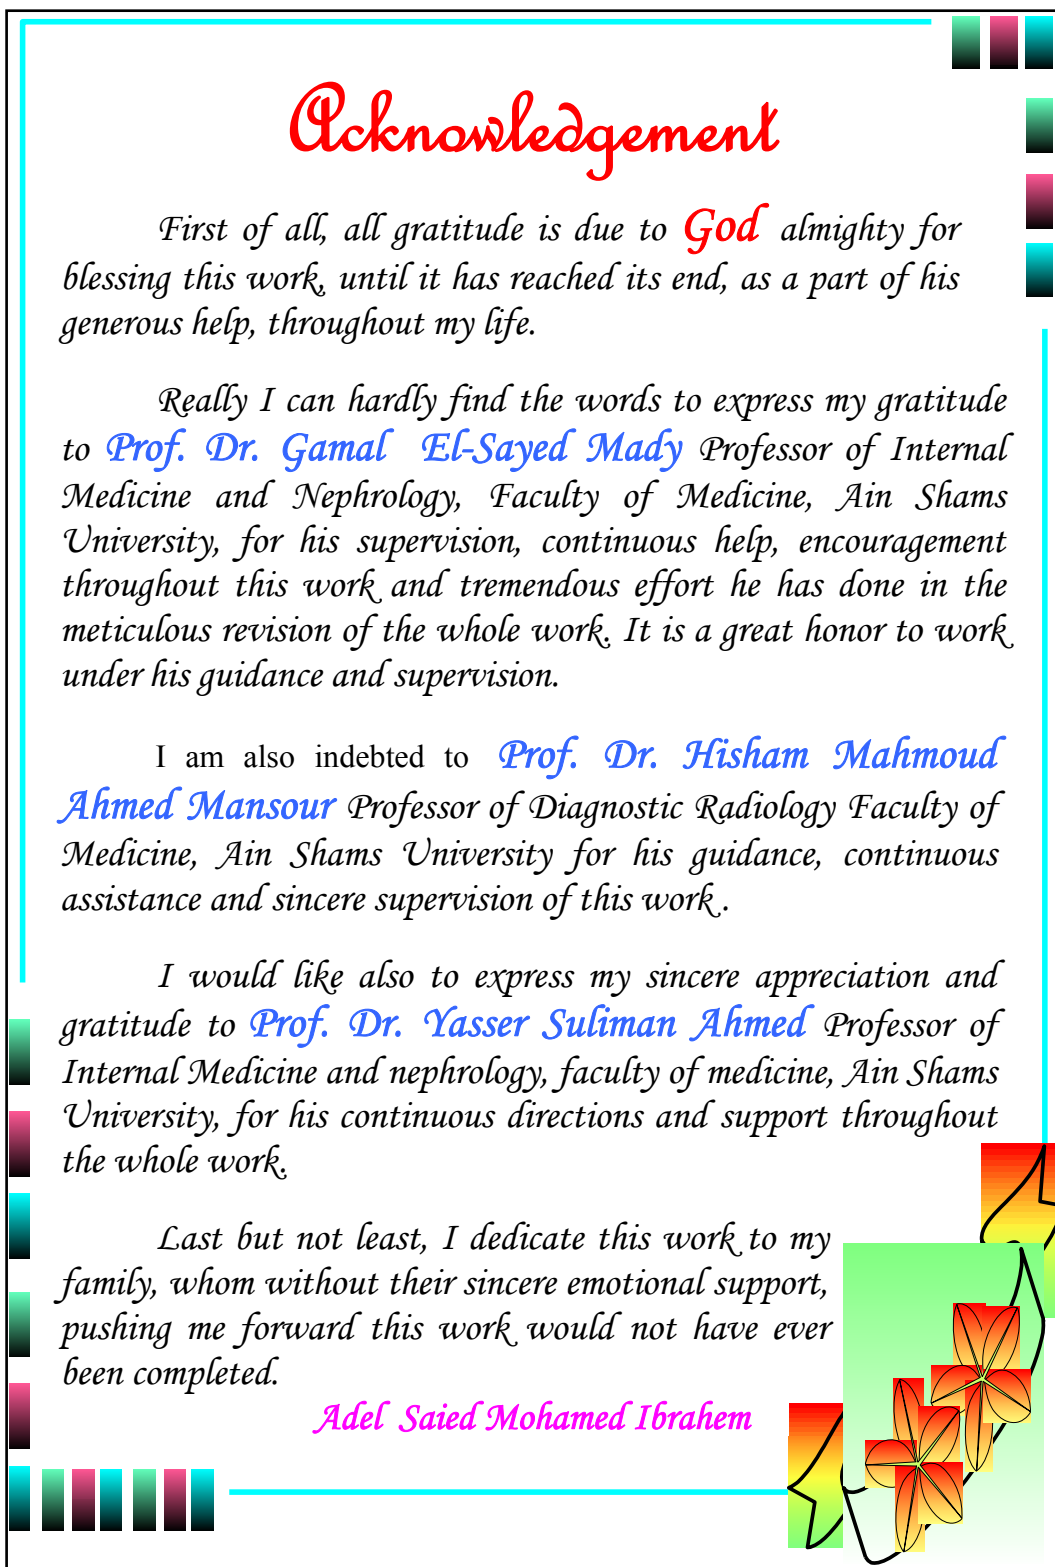 Acknowledgement
First of all, all gratitude is due to God almighty for
blessing this work, until it has reached its end, as a part of his
generous help, throughout my life.
Really I can hardly find the words to express my gratitude
to Prof. Dr. Gamal El-Sayed Mady Professor of Internal
Medicine and Nephrology, Faculty of Medicine, Ain Shams
University, for his supervision, continuous help, encouragement
throughout this work and tremendous effort he has done in the
meticulous revision of the whole work. It is a great honor to work
under his guidance and supervision.
I am also indebted to Prof. Dr. Hisham Mahmoud
Ahmed Mansour Professor of Diagnostic Radiology Faculty of
Medicine, Ain Shams University for his guidance, continuous
assistance and sincere supervision of this work .
I would like also to express my sincere appreciation and
gratitude to Prof. Dr. Yasser Suliman Ahmed Professor of
Internal Medicine and nephrology, faculty of medicine, Ain Shams
University, for his continuous directions and support throughout
the whole work.
Last but not least, I dedicate this work to my
family, whom without their sincere emotional support,
pushing me forward this work would not have ever
been completed.
Adel Saied Mohamed Ibrahem